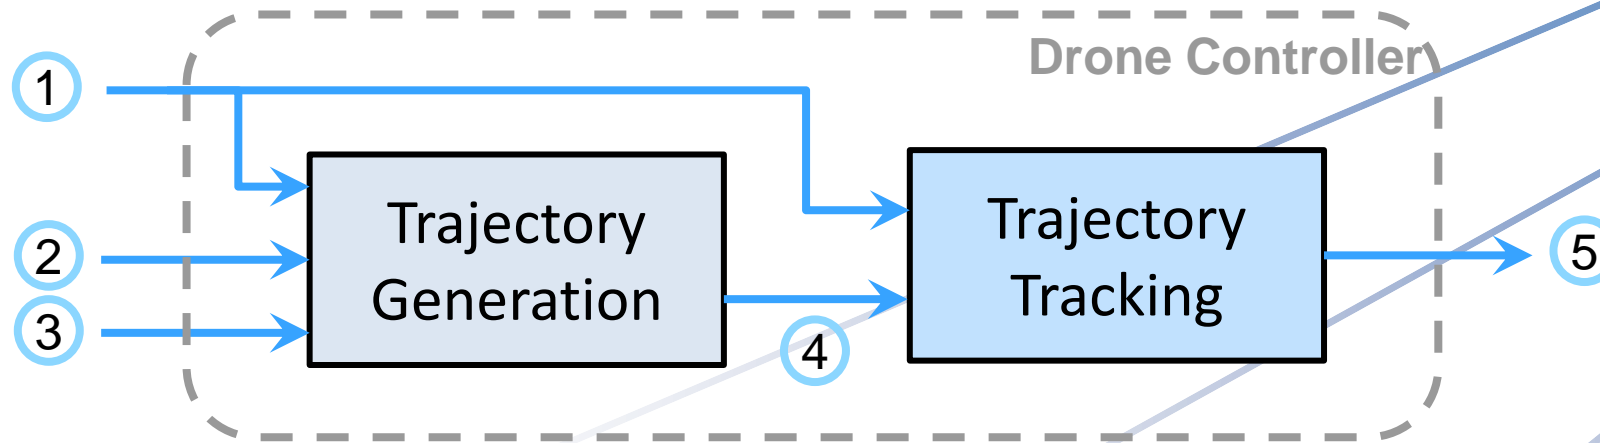 Drone Controller
1
Trajectory
Generation
Trajectory
Tracking
2
3
4
5